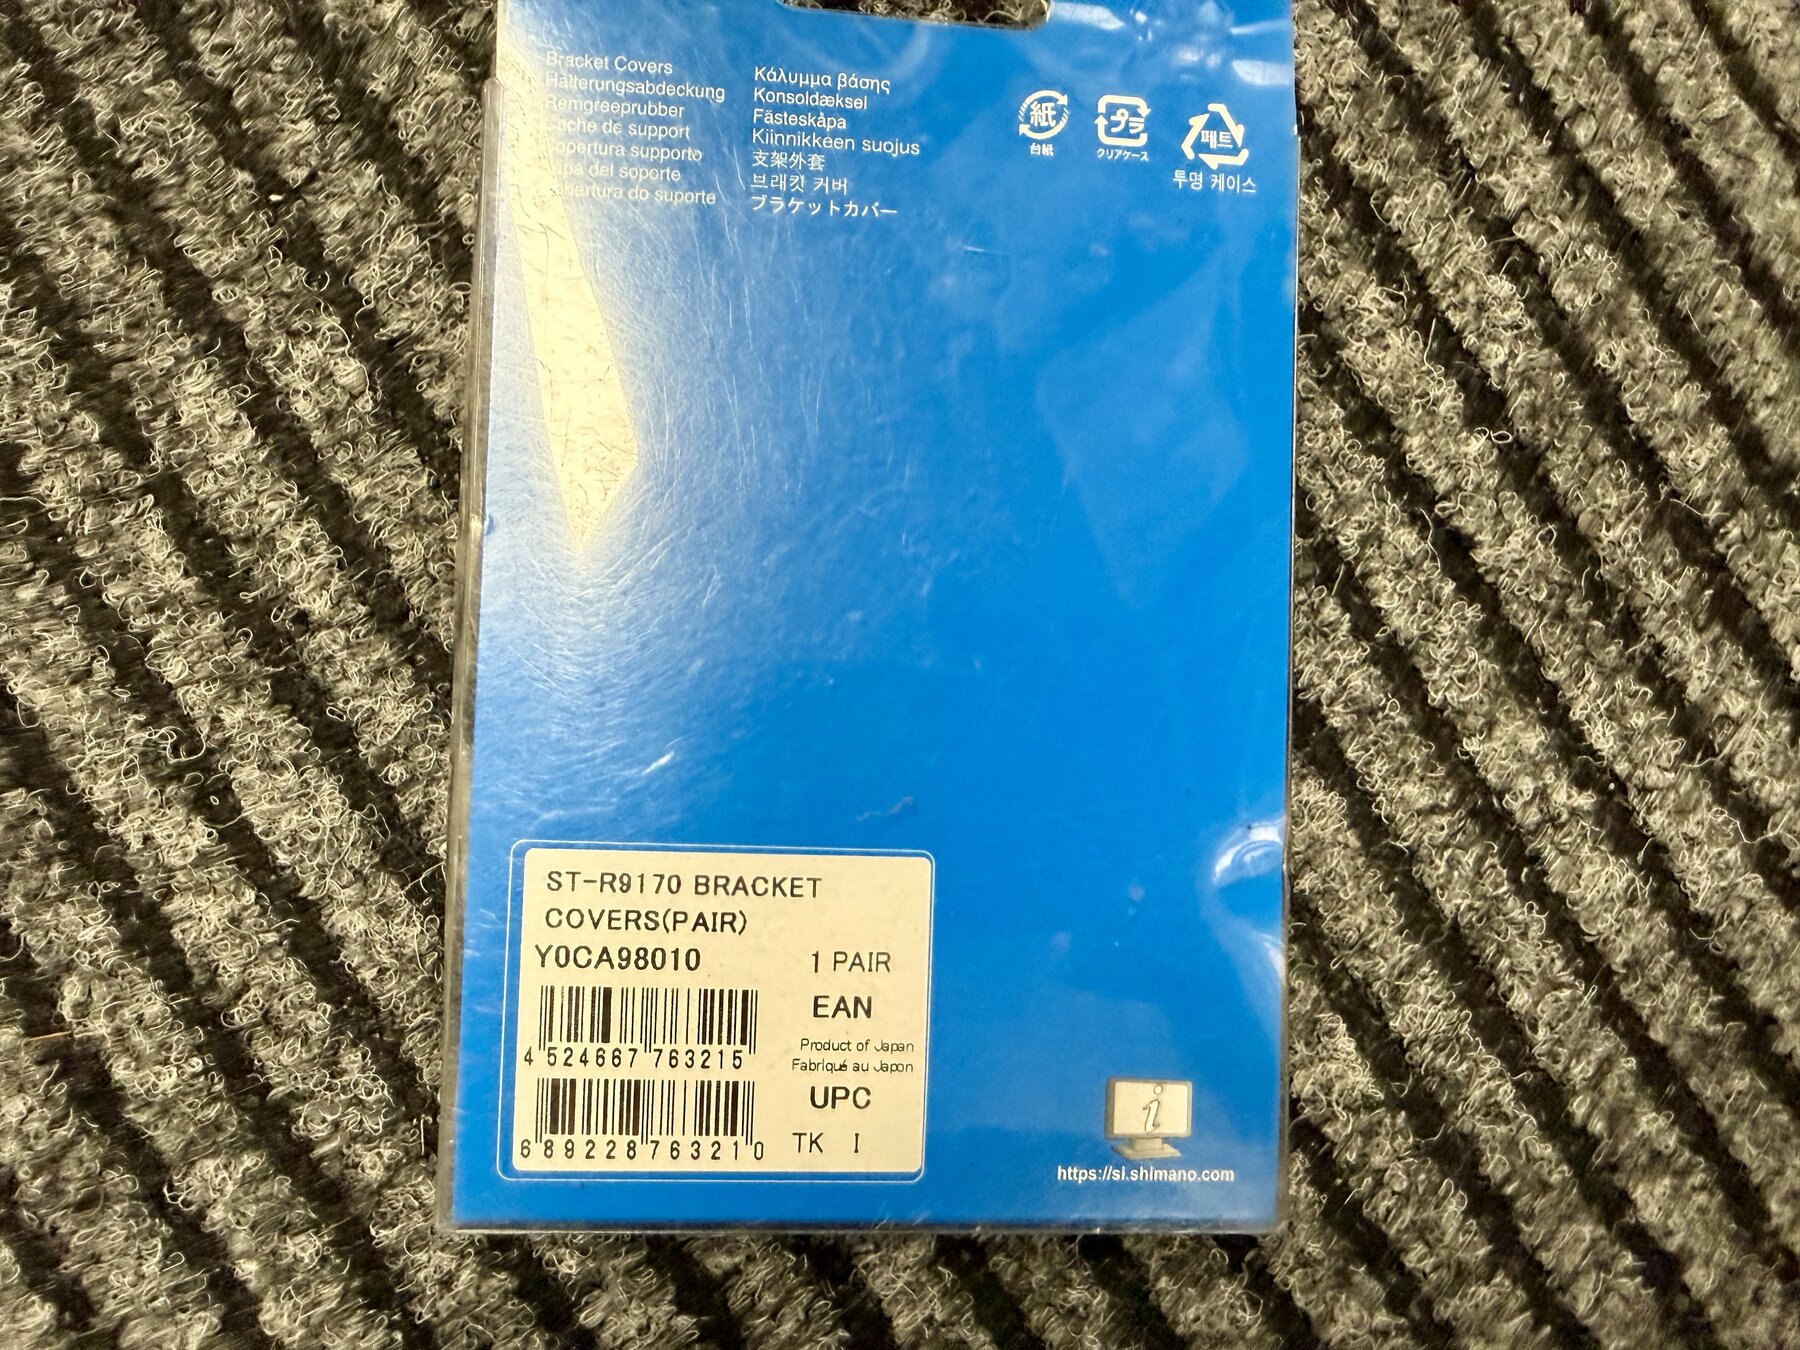 Bracket Covers
Halterungsabdeckung
Remgreeprubber
Cache de support
Copertura supporto
Tapa del soporte
Cobertura do suporte
Κάλυμμα βάσης
Konsoldæksel
Fästeskåpa
Kiinnikkeen suojus
支架外套
브래킷 커버
ブラケットカバー
紙
台紙
プラ
クリアケース
페트
투명 케이스
ST-R9170 BRACKET
COVERS(PAIR)
Y0CA98010
1 PAIR
4 524667 763215
EAN
Product of Japan
Fabriqué au Japon
UPC
6 89228 76321 0
TK I
i
https://si.shimano.com